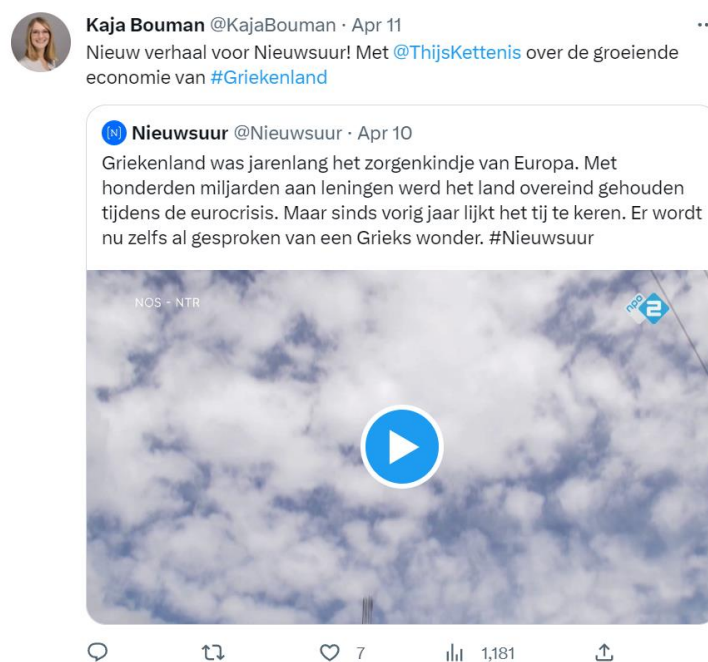 Kaja Bouman @KajaBouman · Apr 11
Nieuw verhaal voor Nieuwsuur! Met @ThijsKettenis over de groeiende
economie van #Griekenland
[N] Nieuwsuur @Nieuwsuur · Apr 10
Griekenland was jarenlang het zorgenkindje van Europa. Met
honderden miljarden aan leningen werd het land overeind gehouden
tijdens de eurocrisis. Maar sinds vorig jaar lijkt het tij te keren. Er wordt
nu zelfs al gesproken van een Grieks wonder. #Nieuwsuur
NOS - NTR
npo 2
7 1,181